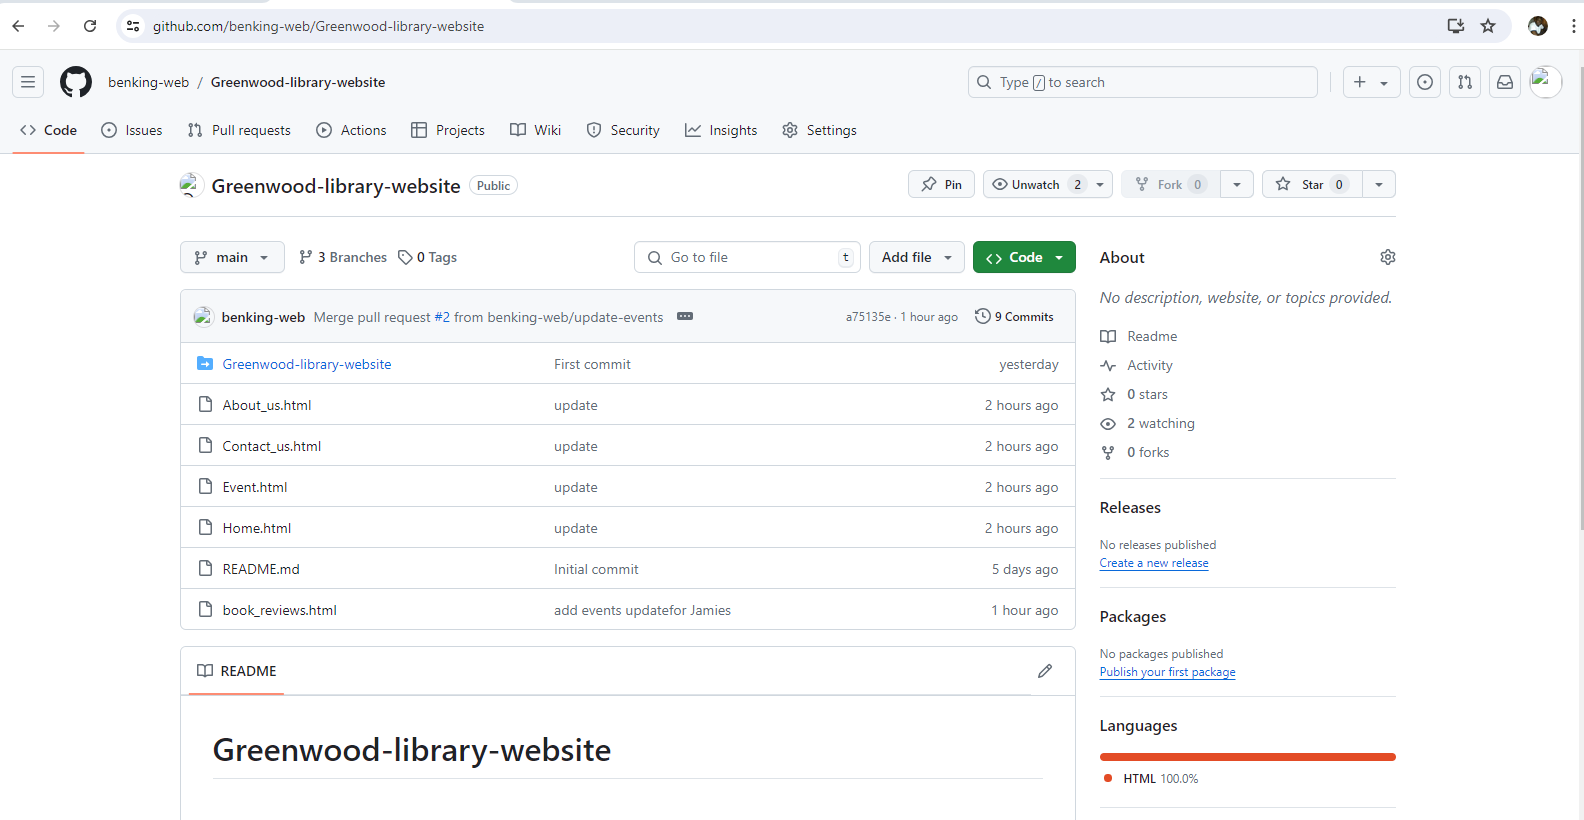 github.com/benking-web/Greenwood-library-website
benking-web / Greenwood-library-website
Type / to search
Code Issues Pull requests Actions Projects Wiki Security Insights Settings
Greenwood-library-website Public
Pin Unwatch 2 Fork 0 Star 0
main 3 Branches 0 Tags Go to file t Add file Code
benking-web Merge pull request #2 from benking-web/update-events a75135e · 1 hour ago 9 Commits
Greenwood-library-website First commit yesterday
About_us.html update 2 hours ago
Contact_us.html update 2 hours ago
Event.html update 2 hours ago
Home.html update 2 hours ago
README.md Initial commit 5 days ago
book_reviews.html add events updatefor Jamies 1 hour ago
README
Greenwood-library-website
About
No description, website, or topics provided.
Readme
Activity
0 stars
2 watching
0 forks
Releases
No releases published
Create a new release
Packages
No packages published
Publish your first package
Languages
HTML 100.0%